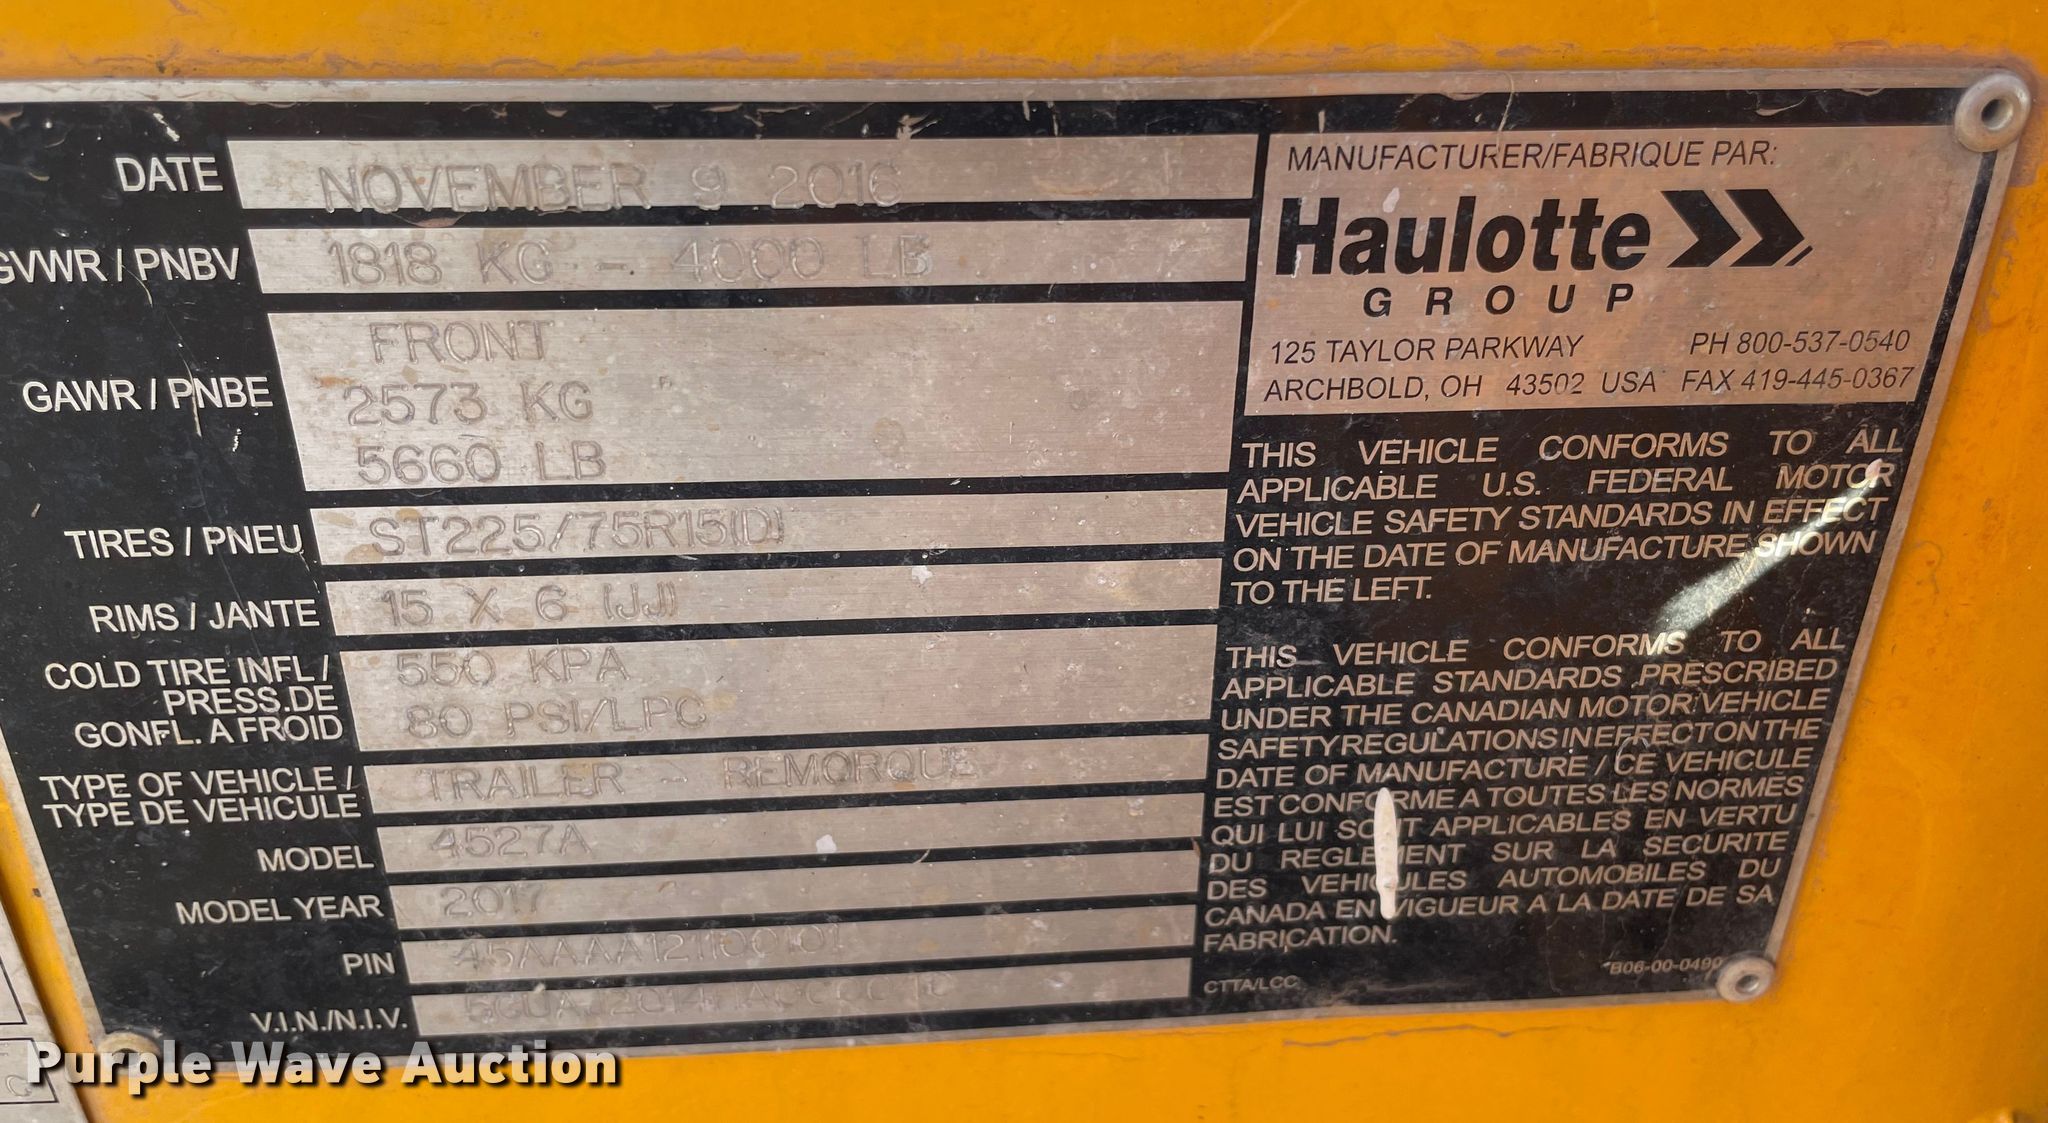 DATE NOVEMBER 9 2016
GVWR / PNBV 1818 KG - 4000 LB
GAWR / PNBE FRONT
2573 KG
5660 LB
TIRES / PNEU ST225/75R15(D)
RIMS / JANTE 15 X 6 (JJ)
COLD TIRE INFL /
PRESS.DE
GONFL. A FROID
550 KPA
80 PSI/LPC
TYPE OF VEHICLE /
TYPE DE VEHICULE
TRAILER - REMORQUE
MODEL 4527A
MODEL YEAR 2017
PIN
V.I.N./N.I.V.
MANUFACTURER/FABRIQUE PAR:
Haulotte
GROUP
125 TAYLOR PARKWAY PH 800-537-0540
ARCHBOLD, OH 43502 USA FAX 419-445-0367
THIS VEHICLE CONFORMS TO ALL
APPLICABLE U.S. FEDERAL MOTOR
VEHICLE SAFETY STANDARDS IN EFFECT
ON THE DATE OF MANUFACTURE SHOWN
TO THE LEFT.
THIS VEHICLE CONFORMS TO ALL
APPLICABLE STANDARDS PRESCRIBED
UNDER THE CANADIAN MOTOR VEHICLE
SAFETY REGULATIONS IN EFFECT ON THE
DATE OF MANUFACTURE / CE VEHICULE
EST CONFORME A TOUTES LES NORMES
QUI LUI SONT APPLICABLES EN VERTU
DU REGLEMENT SUR LA SECURITE
DES VEHICULES AUTOMOBILES DU
CANADA EN VIGUEUR A LA DATE DE SA
FABRICATION.
CTTA/LCC B06-00-0490
Purple Wave Auction